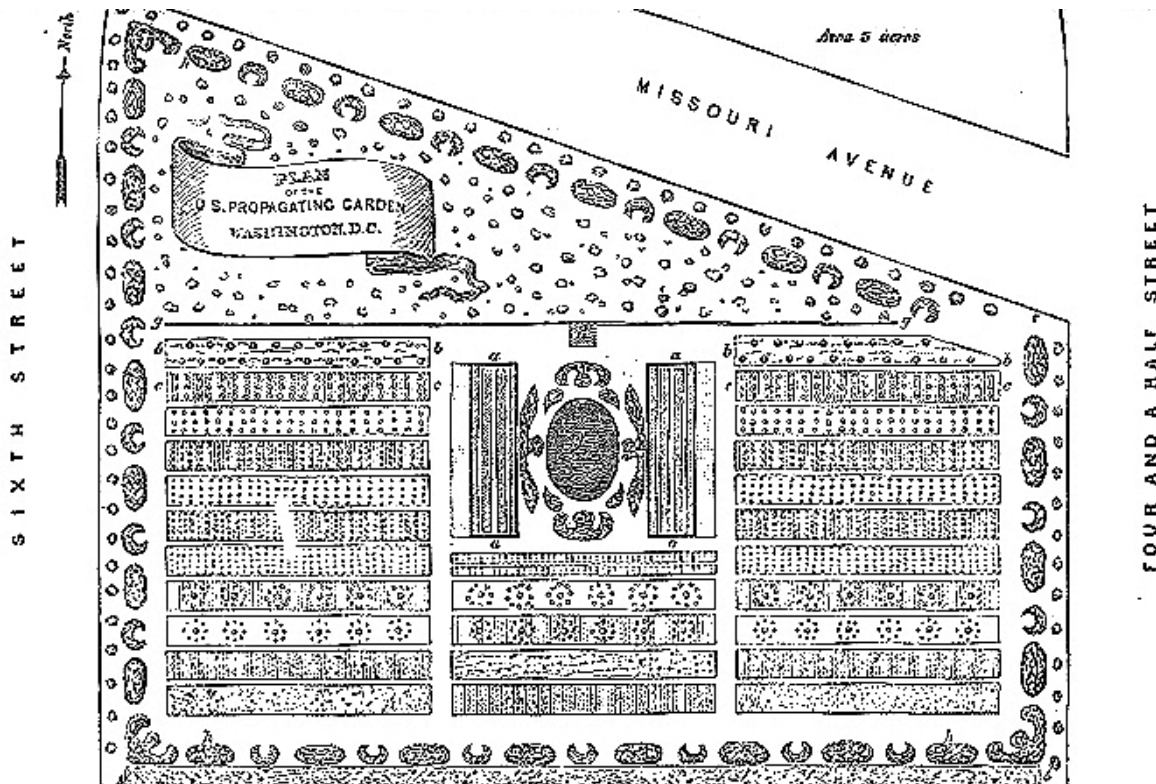 North
Area 5 acres
MISSOURI AVENUE
PLAN
OF THE
U.S. PROPAGATING GARDEN
WASHINGTON, D.C.
SIXTH STREET
FOUR AND A HALF STREET
g g
b b b b
a a
c c c c
a a